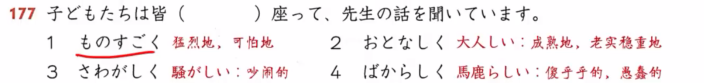 177 子どもたちは皆（　　　）座って、先生の話を聞いています。
1 ものすごく 猛烈地，可怕地 2 おとなしく 大人しい：成熟地，老实稳重地
3 さわがしく 騒がしい：吵闹的 4 ばからしく 馬鹿らしい：傻乎乎的，愚蠢的